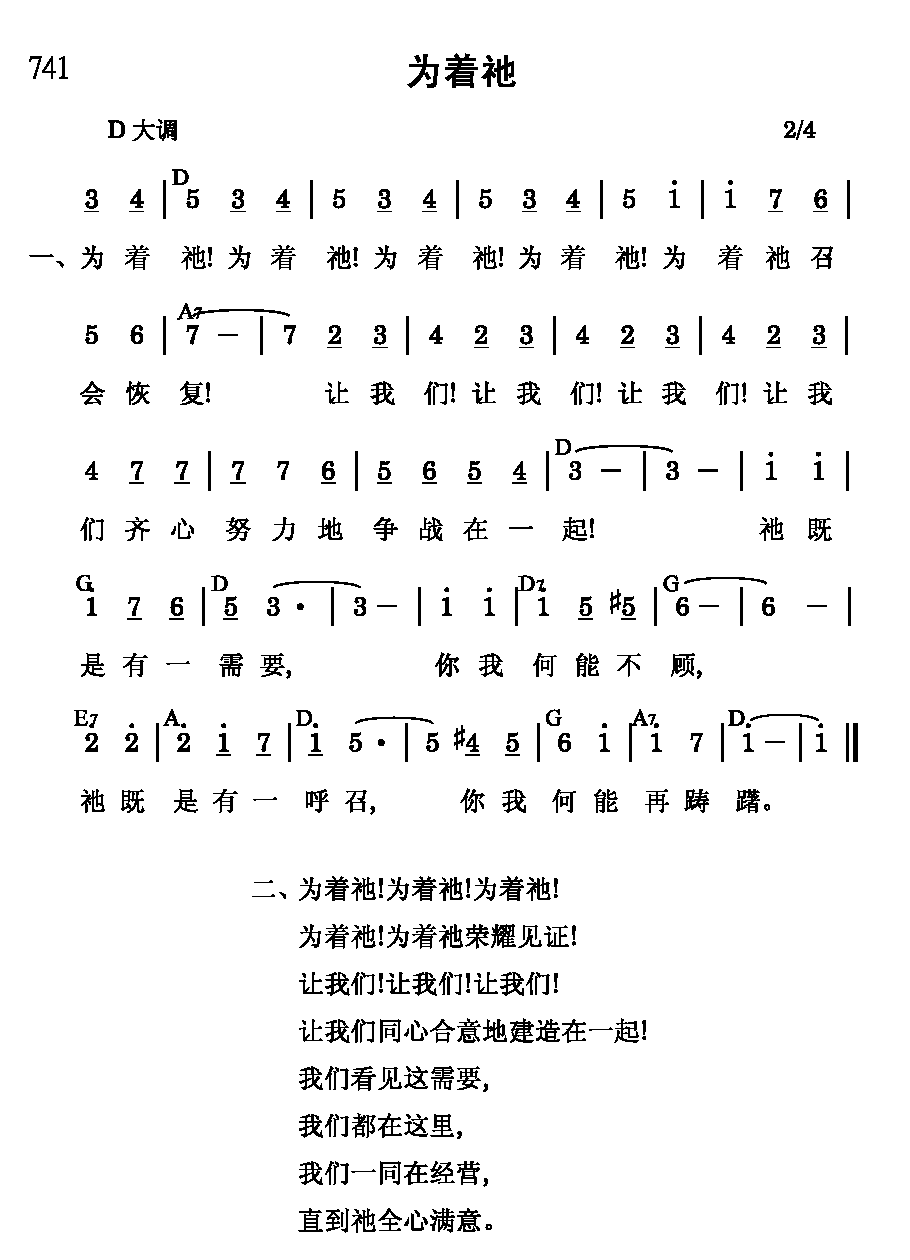 741
为着祂
D 大调 2/4
D
3 4 | 5 3 4 | 5 3 4 | 5 3 4 | 5 i | i 7 6 |
一、为 着 祂! 为 着 祂! 为 着 祂! 为 着 祂! 为 着 祂 召
A7
5 6 | 7 – | 7 2 3 | 4 2 3 | 4 2 3 | 4 2 3 |
会 恢 复! 让 我 们! 让 我 们! 让 我 们! 让 我
D
4 7 7 | 7 7 6 | 5 6 5 4 | 3 – | 3 – | i i |
们 齐 心 努 力 地 争 战 在 一 起! 祂 既
G D D7 G
i 7 6 | 5 3 · | 3 – | i i | i 5 #5 | 6 – | 6 – |
是 有 一 需 要, 你 我 何 能 不 顾,
E7 A D G A7 D
2 2 | 2 i 7 | i 5 · | 5 #4 5 | 6 i | i 7 | i – | i ‖
祂 既 是 有 一 呼 召, 你 我 何 能 再 踌 躇。
二、为着祂!为着祂!为着祂!
为着祂!为着祂荣耀见证!
让我们!让我们!让我们!
让我们同心合意地建造在一起!
我们看见这需要,
我们都在这里,
我们一同在经营,
直到祂全心满意。